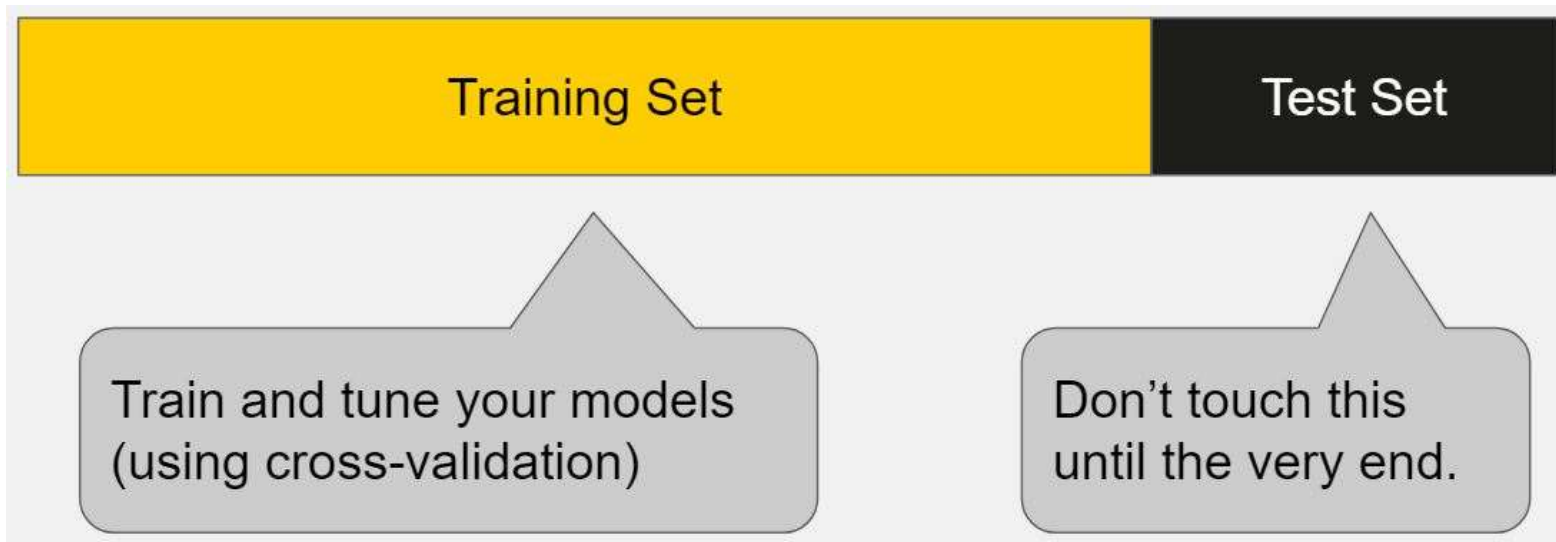 Training Set
Test Set
Train and tune your models
(using cross-validation)
Don’t touch this
until the very end.